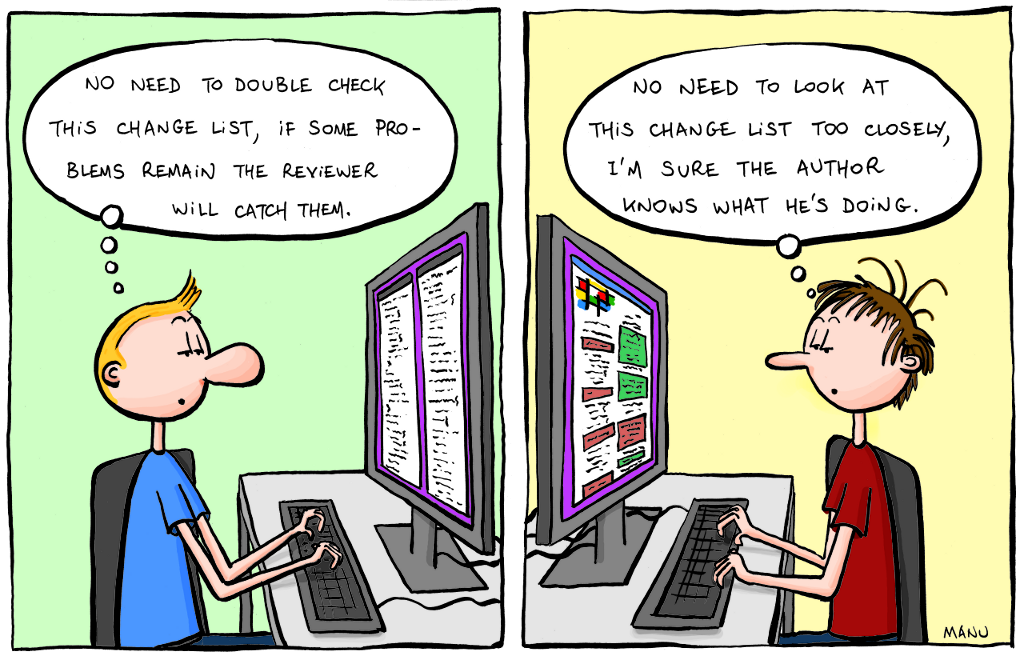 NO NEED TO DOUBLE CHECK
THIS CHANGE LIST, IF SOME PRO-
BLEMS REMAIN THE REVIEWER
WILL CATCH THEM.
NO NEED TO LOOK AT
THIS CHANGE LIST TOO CLOSELY,
I'M SURE THE AUTHOR
KNOWS WHAT HE'S DOING.
MANU